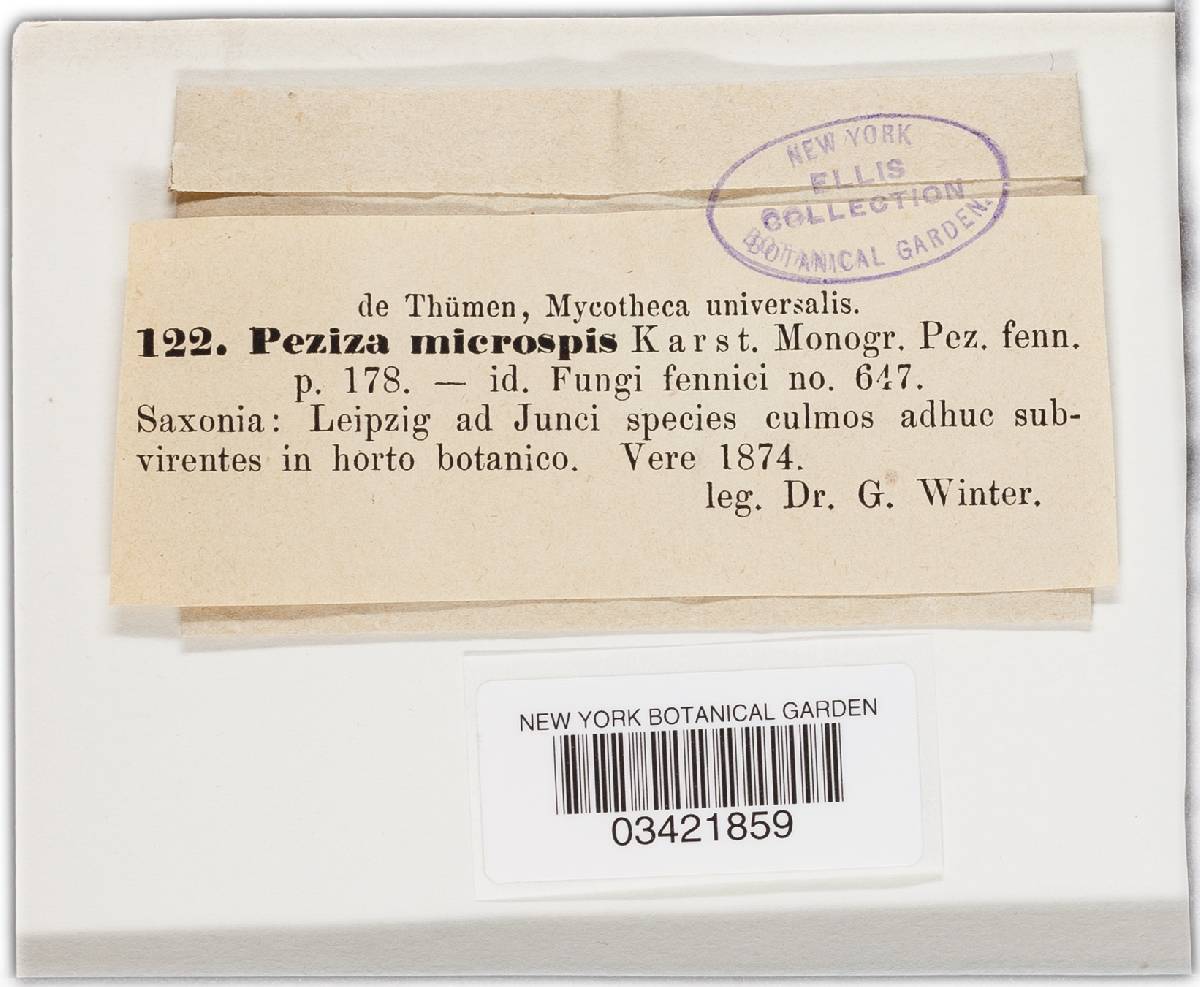 NEW YORK
ELLIS
COLLECTION
BOTANICAL GARDEN.
de Thümen, Mycotheca universalis.
122. Peziza microspis Karst. Monogr. Pez. fenn.
p. 178. — id. Fungi fennici no. 647.
Saxonia: Leipzig ad Junci species culmos adhuc sub-
virentes in horto botanico. Vere 1874.
leg. Dr. G. Winter.
NEW YORK BOTANICAL GARDEN
03421859